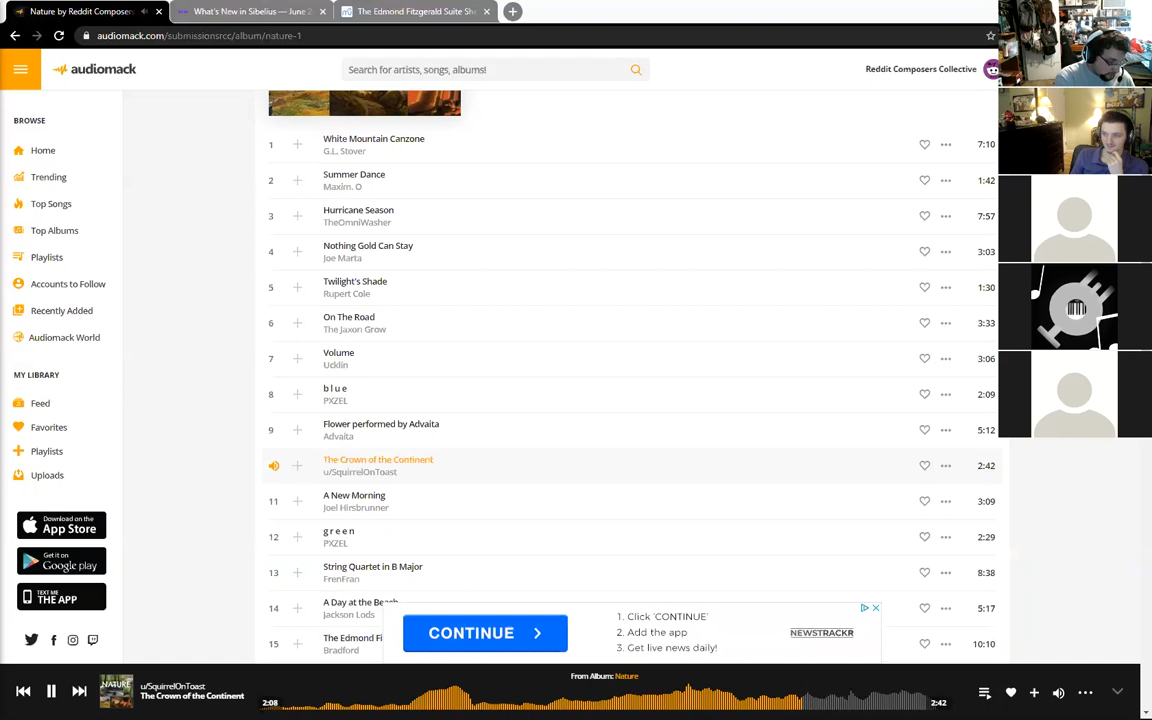 Nature by Reddit Composers
What's New in Sibelius — June 2
The Edmond Fitzgerald Suite She
audiomack.com/submissionsrcc/album/nature-1
audiomack
Search for artists, songs, albums!
Reddit Composers Collective
BROWSE
Home
Trending
Top Songs
Top Albums
Playlists
Accounts to Follow
Recently Added
Audiomack World
MY LIBRARY
Feed
Favorites
Playlists
Uploads
Download on the
App Store
Get it on
Google play
TEXT ME
THE APP
1 White Mountain Canzone 7:10
G.L. Stover
2 Summer Dance 1:42
Maxim. O
3 Hurricane Season 7:57
TheOmniWasher
4 Nothing Gold Can Stay 3:03
Joe Marta
5 Twilight's Shade 1:30
Rupert Cole
6 On The Road 3:33
The Jaxon Grow
7 Volume 3:06
Ucklin
8 b l u e 2:09
PXZEL
9 Flower performed by Advaita 5:12
Advaita
The Crown of the Continent 2:42
u/SquirrelOnToast
11 A New Morning 3:09
Joel Hirsbrunner
12 g r e e n 2:29
PXZEL
13 String Quartet in B Major 8:38
FrenFran
14 A Day at the Beach 5:17
Jackson Lods
15 The Edmond Fi 10:10
Bradford
CONTINUE
1. Click 'CONTINUE'
2. Add the app
3. Get live news daily!
NEWSTRACKR
NATURE
u/SquirrelOnToast
The Crown of the Continent
From Album: Nature
2:08
2:42